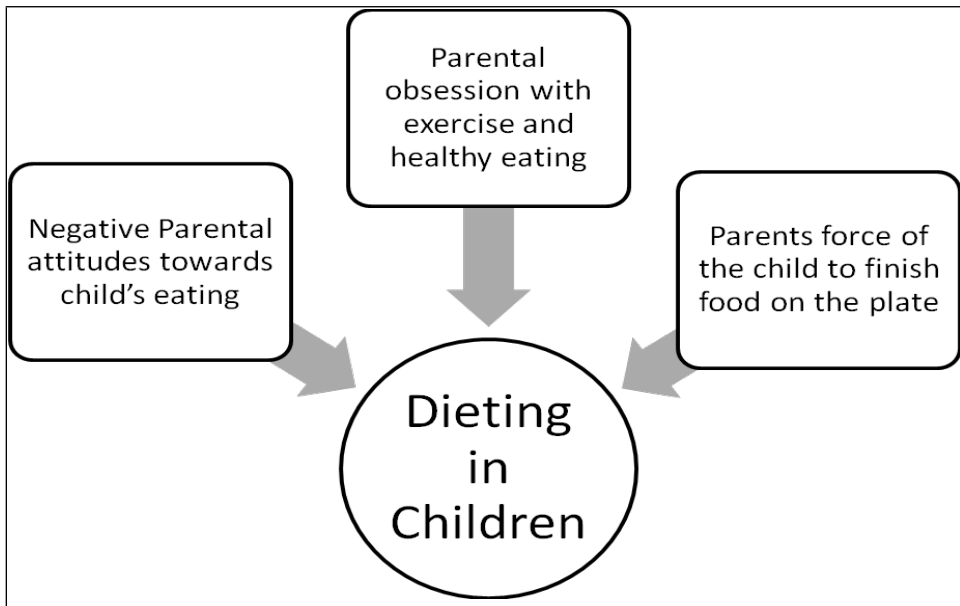 Parental
obsession with
exercise and
healthy eating
Negative Parental
attitudes towards
child's eating
Parents force of
the child to finish
food on the plate
Dieting
in
Children